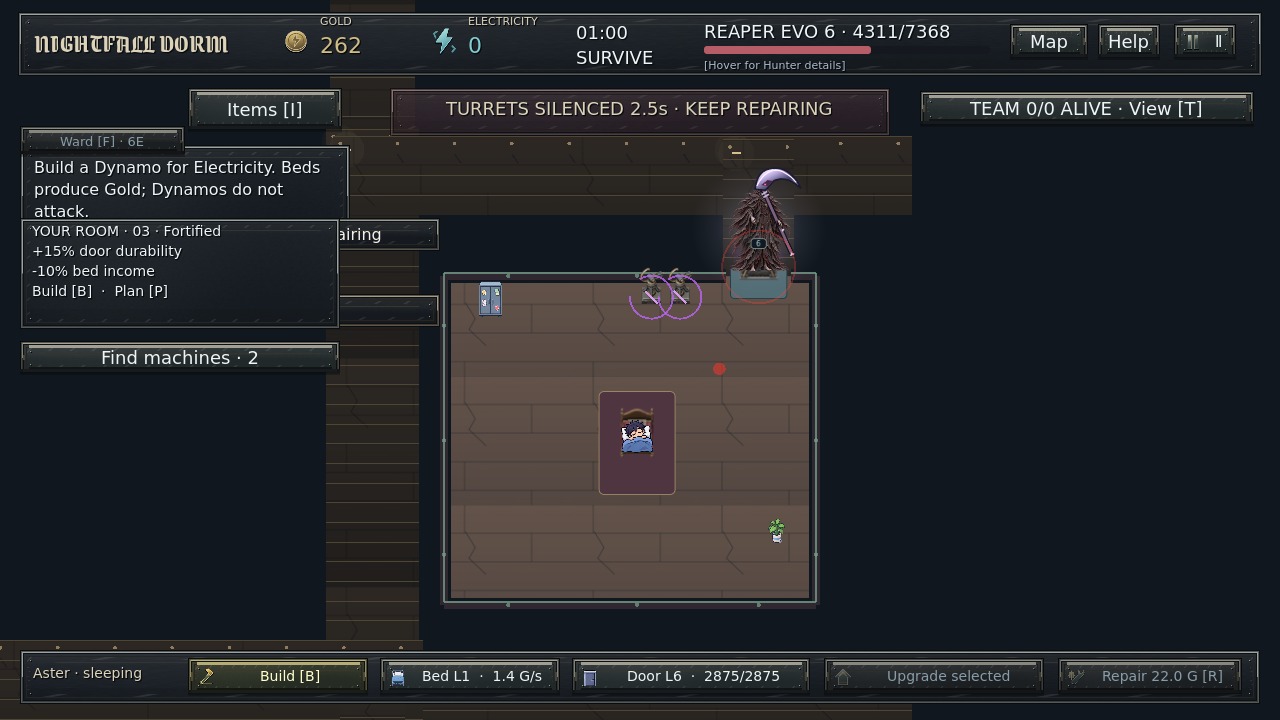 NIGHTFALL DORM
GOLD
262
ELECTRICITY
0
01:00
SURVIVE
REAPER EVO 6 · 4311/7368
[Hover for Hunter details]
Map
Help
II
Items [I]
TURRETS SILENCED 2.5s · KEEP REPAIRING
TEAM 0/0 ALIVE · View [T]
Ward [F] · 6E
Build a Dynamo for Electricity. Beds
produce Gold; Dynamos do not
attack.
airing
YOUR ROOM · 03 · Fortified
+15% door durability
-10% bed income
Build [B] · Plan [P]
Find machines · 2
6
Aster · sleeping
Build [B]
Bed L1 · 1.4 G/s
Door L6 · 2875/2875
Upgrade selected
Repair 22.0 G [R]